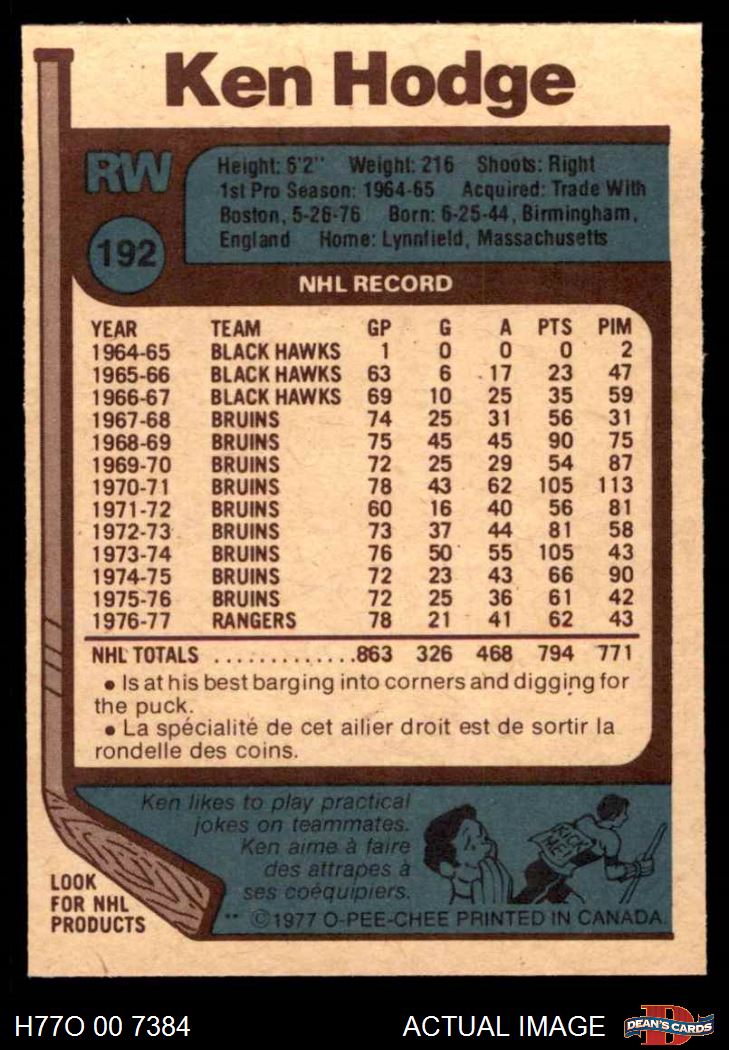 Ken Hodge
RW
192
Height: 6'2" Weight: 216 Shoots: Right
1st Pro Season: 1964-65 Acquired: Trade With
Boston, 5-26-76 Born: 6-25-44, Birmingham,
England Home: Lynnfield, Massachusetts
NHL RECORD
YEAR TEAM GP G A PTS PIM
1964-65 BLACK HAWKS 1 0 0 0 2
1965-66 BLACK HAWKS 63 6 17 23 47
1966-67 BLACK HAWKS 69 10 25 35 59
1967-68 BRUINS 74 25 31 56 31
1968-69 BRUINS 75 45 45 90 75
1969-70 BRUINS 72 25 29 54 87
1970-71 BRUINS 78 43 62 105 113
1971-72 BRUINS 60 16 40 56 81
1972-73 BRUINS 73 37 44 81 58
1973-74 BRUINS 76 50 55 105 43
1974-75 BRUINS 72 23 43 66 90
1975-76 BRUINS 72 25 36 61 42
1976-77 RANGERS 78 21 41 62 43
NHL TOTALS .............863 326 468 794 771
• Is at his best barging into corners and digging for
the puck.
• La spécialité de cet ailier droit est de sortir la
rondelle des coins.
Ken likes to play practical
jokes on teammates.
Ken aime à faire
des attrapes à
ses coéquipiers.
KICK
ME!
LOOK
FOR NHL
PRODUCTS
** ©1977 O-PEE-CHEE PRINTED IN CANADA.
H77O 00 7384 ACTUAL IMAGE
D
DEAN'S CARDS